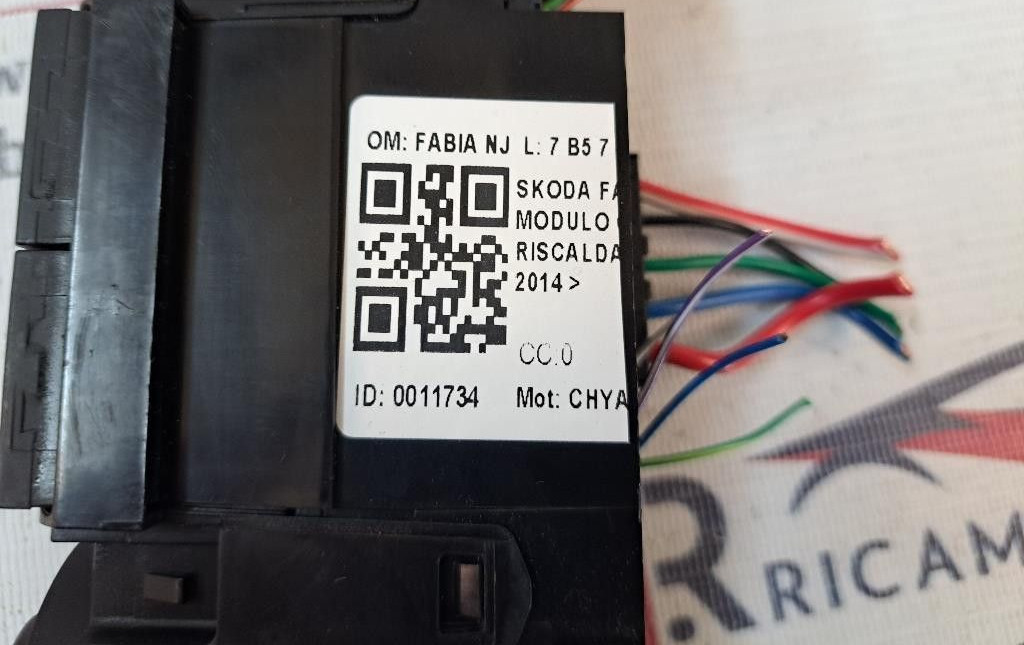 OM: FABIA NJ L: 7 B5 7
SKODA FA
MODULO
RISCALDA
2014 >
CC.0
ID: 0011734 Mot: CHYA
R RICAM